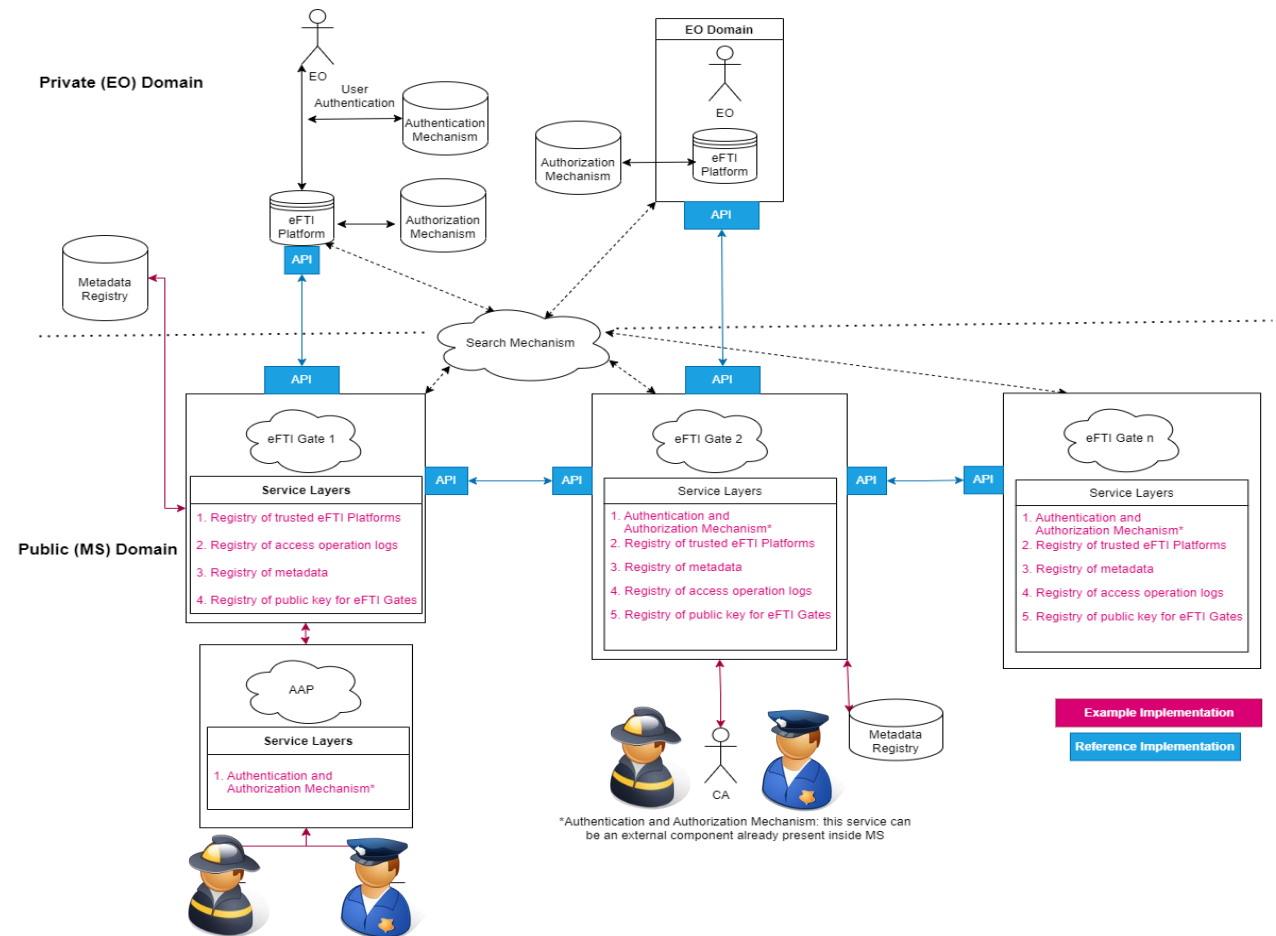 EO Domain
EO
Private (EO) Domain
User
Authentication
Authentication
Mechanism
EO
Authorization
Mechanism
eFTI
Platform
eFTI
Platform
Authorization
Mechanism
API
API
Metadata
Registry
Search Mechanism
API
API
eFTI Gate 1
eFTI Gate 2
eFTI Gate n
API
API
API
API
Service Layers
1. Registry of trusted eFTI Platforms
2. Registry of access operation logs
3. Registry of metadata
4. Registry of public key for eFTI Gates
Service Layers
1. Authentication and
Authorization Mechanism*
2. Registry of trusted eFTI Platforms
3. Registry of metadata
4. Registry of access operation logs
5. Registry of public key for eFTI Gates
Service Layers
1. Authentication and
Authorization Mechanism*
2. Registry of trusted eFTI Platforms
3. Registry of metadata
4. Registry of access operation logs
5. Registry of public key for eFTI Gates
Public (MS) Domain
AAP
Service Layers
1. Authentication and
Authorization Mechanism*
CA
Metadata
Registry
*Authentication and Authorization Mechanism: this service can
be an external component already present inside MS
Example Implementation
Reference Implementation